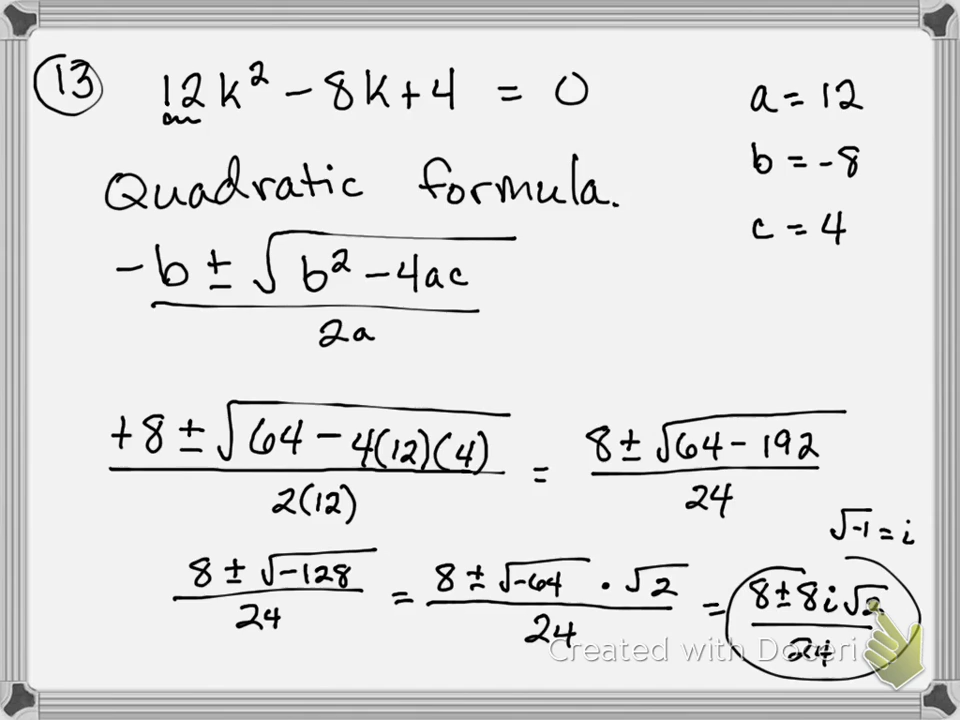 13 12k² - 8k + 4 = 0
a = 12
b = -8
c = 4
Quadratic formula.
-b ± √(b² - 4ac) / 2a
+8 ± √(64 - 4(12)(4)) / 2(12) = 8 ± √(64 - 192) / 24
√-1 = i
8 ± √-128 / 24 = 8 ± √-64 · √2 / 24 = 8 ± 8i√2 / 24
Created with Doceri